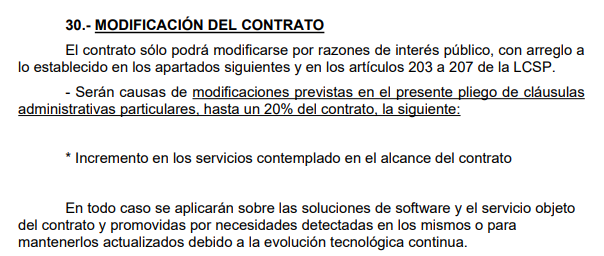 30.- MODIFICACIÓN DEL CONTRATO
El contrato sólo podrá modificarse por razones de interés público, con arreglo a
lo establecido en los apartados siguientes y en los artículos 203 a 207 de la LCSP.
- Serán causas de modificaciones previstas en el presente pliego de cláusulas
administrativas particulares, hasta un 20% del contrato, la siguiente:
* Incremento en los servicios contemplado en el alcance del contrato
En todo caso se aplicarán sobre las soluciones de software y el servicio objeto
del contrato y promovidas por necesidades detectadas en los mismos o para
mantenerlos actualizados debido a la evolución tecnológica continua.